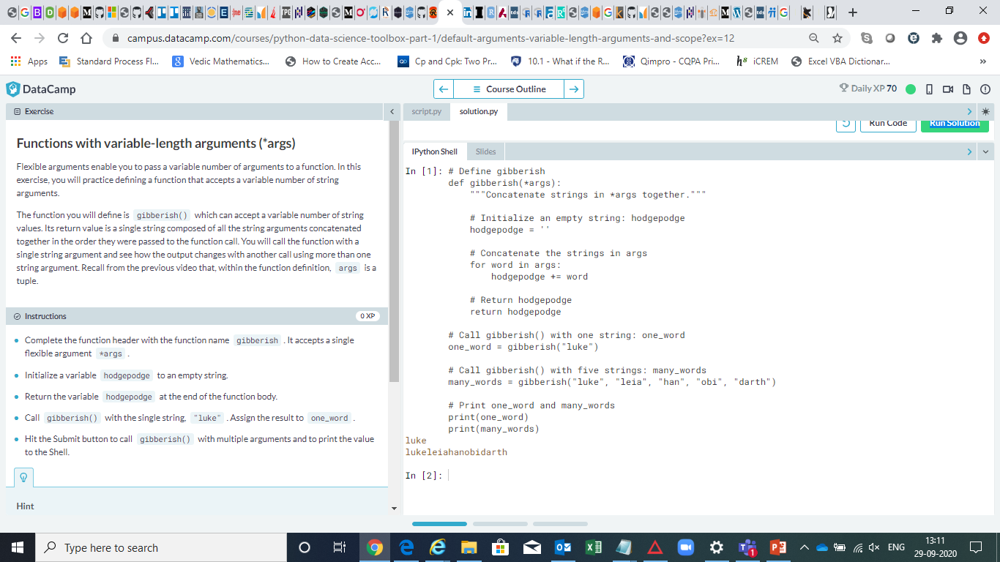 campus.datacamp.com/courses/python-data-science-toolbox-part-1/default-arguments-variable-length-arguments-and-scope?ex=12
Apps Standard Process Fl... Vedic Mathematics... How to Create Acc... Cp and Cpk: Two Pr... 10.1 - What if the R... Qimpro - CQPA Pri... iCREM Excel VBA Dictionar... »
DataCamp
Course Outline
Daily XP 70
Exercise
script.py
solution.py
Run Code
Run Solution
Functions with variable-length arguments (*args)
Flexible arguments enable you to pass a variable number of arguments to a function. In this
exercise, you will practice defining a function that accepts a variable number of string
arguments.
The function you will define is gibberish() which can accept a variable number of string
values. Its return value is a single string composed of all the string arguments concatenated
together in the order they were passed to the function call. You will call the function with a
single string argument and see how the output changes with another call using more than one
string argument. Recall from the previous video that, within the function definition, args is a
tuple.
Instructions
0 XP
Complete the function header with the function name gibberish . It accepts a single
flexible argument *args .
Initialize a variable hodgepodge to an empty string.
Return the variable hodgepodge at the end of the function body.
Call gibberish() with the single string, "luke" . Assign the result to one_word .
Hit the Submit button to call gibberish() with multiple arguments and to print the value
to the Shell.
Hint
IPython Shell
Slides
In [1]: # Define gibberish
def gibberish(*args):
"""Concatenate strings in *args together."""
# Initialize an empty string: hodgepodge
hodgepodge = ''
# Concatenate the strings in args
for word in args:
hodgepodge += word
# Return hodgepodge
return hodgepodge
# Call gibberish() with one string: one_word
one_word = gibberish("luke")
# Call gibberish() with five strings: many_words
many_words = gibberish("luke", "leia", "han", "obi", "darth")
# Print one_word and many_words
print(one_word)
print(many_words)
luke
lukeleiahanobidarth
In [2]:
Type here to search
ENG
13:11
29-09-2020